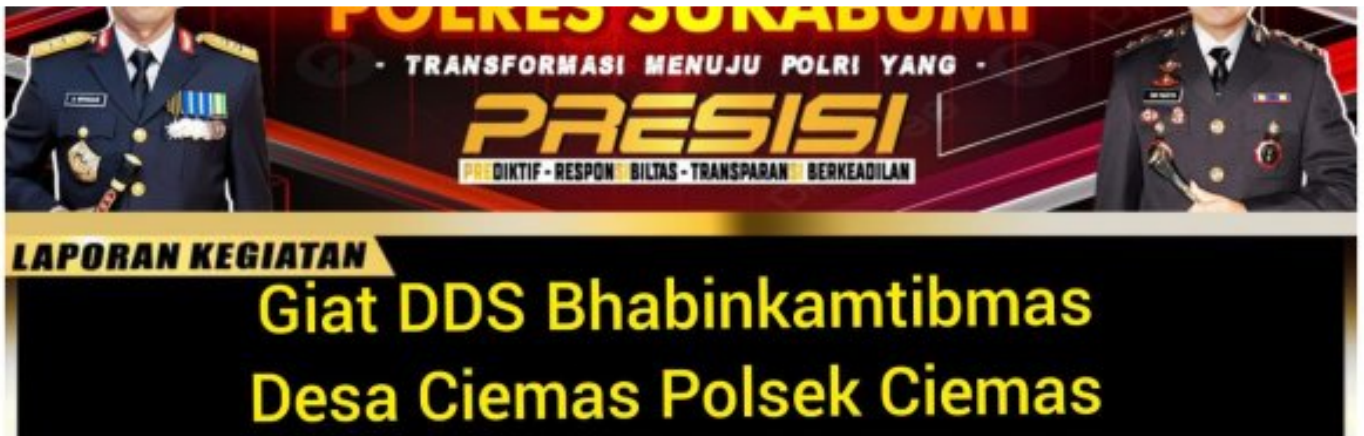 POLRES SUKABUMI
- TRANSFORMASI MENUJU POLRI YANG -
PRESISI
PREDIKTIF - RESPONSIBILTAS - TRANSPARANSI BERKEADILAN
LAPORAN KEGIATAN
Giat DDS Bhabinkamtibmas
Desa Ciemas Polsek Ciemas